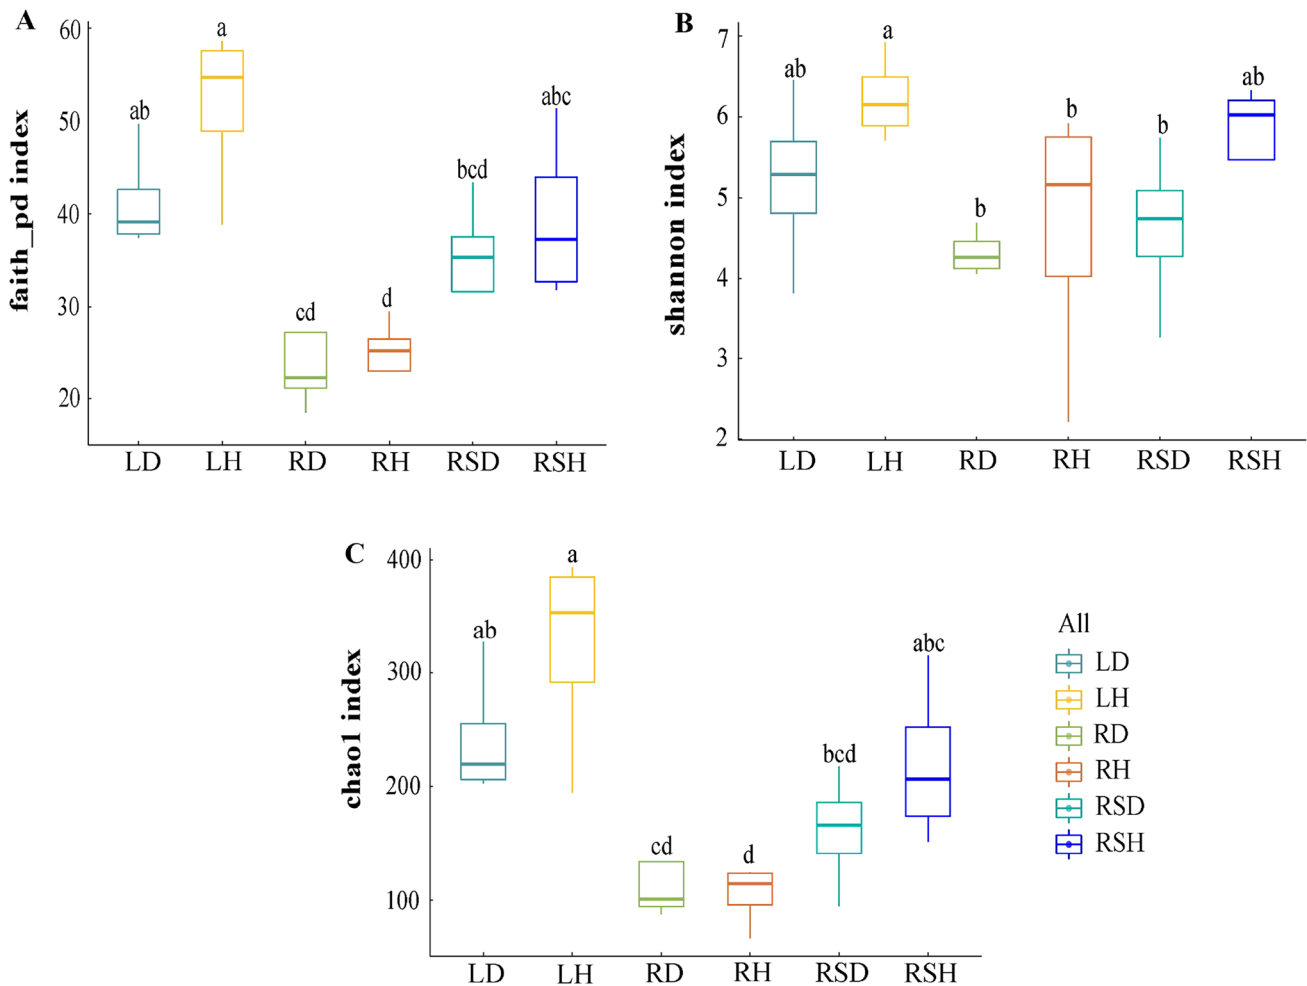 A
faith_pd index
60
50
40
30
20
ab
a
cd
d
bcd
abc
LD LH RD RH RSD RSH
B
shannon index
7
6
5
4
3
2
ab
a
b
b
b
ab
LD LH RD RH RSD RSH
C
chao1 index
400
300
200
100
ab
a
cd
d
bcd
abc
LD LH RD RH RSD RSH
All
LD
LH
RD
RH
RSD
RSH